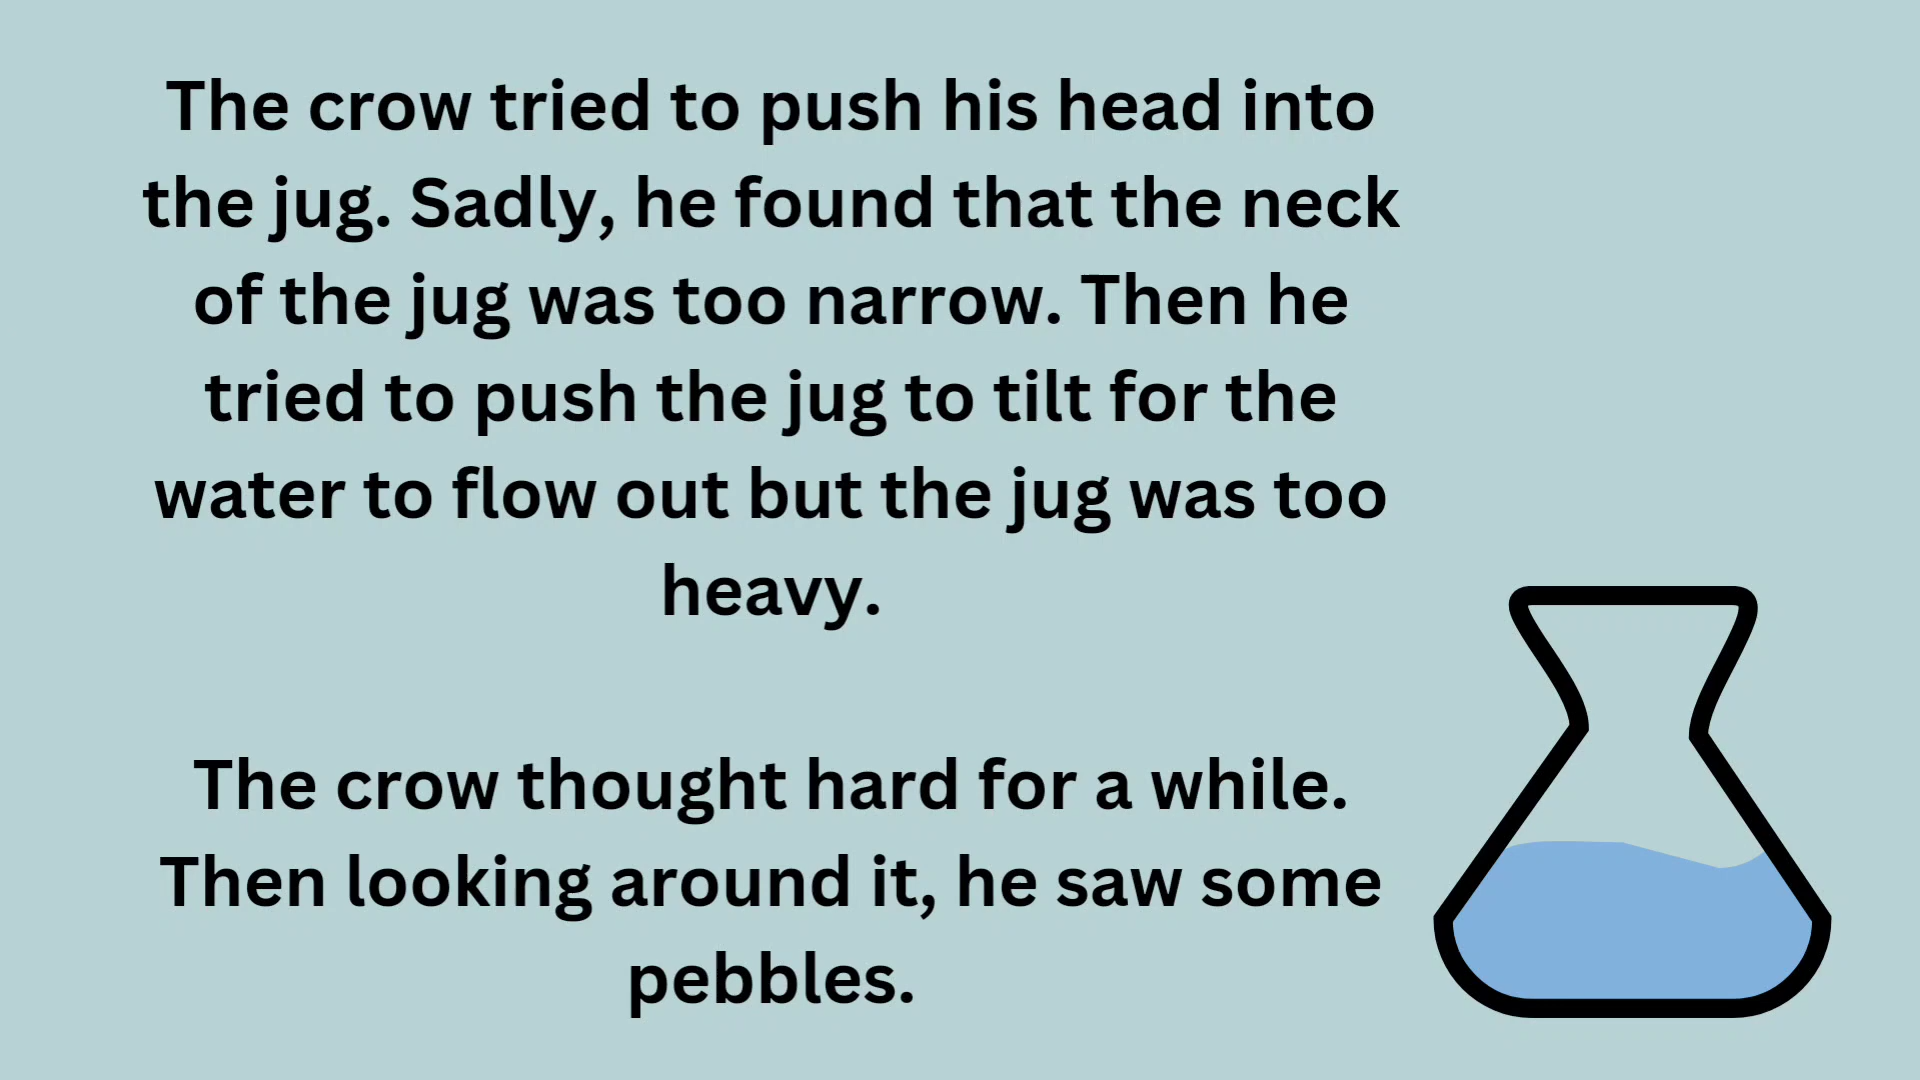 The crow tried to push his head into
the jug. Sadly, he found that the neck
of the jug was too narrow. Then he
tried to push the jug to tilt for the
water to flow out but the jug was too
heavy.
The crow thought hard for a while.
Then looking around it, he saw some
pebbles.